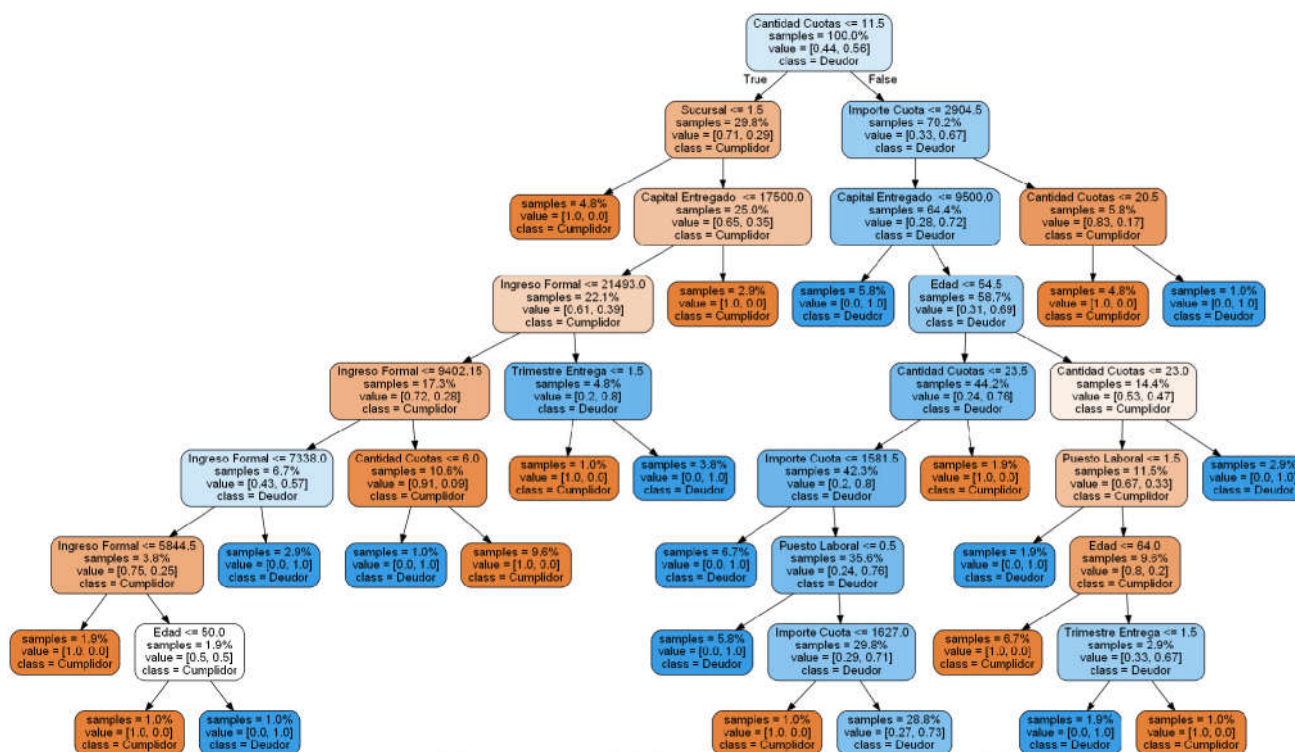 Cantidad Cuotas <= 11.5
samples = 100.0%
value = [0.44, 0.56]
class = Deudor
True
False
Sucursal <= 1.5
samples = 29.8%
value = [0.71, 0.29]
class = Cumplidor
Importe Cuota <= 2904.5
samples = 70.2%
value = [0.33, 0.67]
class = Deudor
samples = 4.8%
value = [1.0, 0.0]
class = Cumplidor
Capital Entregado <= 17500.0
samples = 25.0%
value = [0.65, 0.35]
class = Cumplidor
Capital Entregado <= 9500.0
samples = 64.4%
value = [0.28, 0.72]
class = Deudor
Cantidad Cuotas <= 20.5
samples = 5.8%
value = [0.83, 0.17]
class = Cumplidor
Ingreso Formal <= 21493.0
samples = 22.1%
value = [0.61, 0.39]
class = Cumplidor
samples = 2.9%
value = [1.0, 0.0]
class = Cumplidor
samples = 5.8%
value = [0.0, 1.0]
class = Deudor
Edad <= 54.5
samples = 58.7%
value = [0.31, 0.69]
class = Deudor
samples = 4.8%
value = [1.0, 0.0]
class = Cumplidor
samples = 1.0%
value = [0.0, 1.0]
class = Deudor
Ingreso Formal <= 9402.15
samples = 17.3%
value = [0.72, 0.28]
class = Cumplidor
Trimestre Entrega <= 1.5
samples = 4.8%
value = [0.2, 0.8]
class = Deudor
Cantidad Cuotas <= 23.5
samples = 44.2%
value = [0.24, 0.76]
class = Deudor
Cantidad Cuotas <= 23.0
samples = 14.4%
value = [0.53, 0.47]
class = Cumplidor
Ingreso Formal <= 7338.0
samples = 6.7%
value = [0.43, 0.57]
class = Deudor
Cantidad Cuotas <= 6.0
samples = 10.6%
value = [0.91, 0.09]
class = Cumplidor
samples = 1.0%
value = [1.0, 0.0]
class = Cumplidor
samples = 3.8%
value = [0.0, 1.0]
class = Deudor
Importe Cuota <= 1581.5
samples = 42.3%
value = [0.2, 0.8]
class = Deudor
samples = 1.9%
value = [1.0, 0.0]
class = Cumplidor
Puesto Laboral <= 1.5
samples = 11.5%
value = [0.67, 0.33]
class = Cumplidor
samples = 2.9%
value = [0.0, 1.0]
class = Deudor
Ingreso Formal <= 5844.5
samples = 3.8%
value = [0.75, 0.25]
class = Cumplidor
samples = 2.9%
value = [0.0, 1.0]
class = Deudor
samples = 1.0%
value = [0.0, 1.0]
class = Deudor
samples = 9.6%
value = [1.0, 0.0]
class = Cumplidor
samples = 6.7%
value = [0.0, 1.0]
class = Deudor
Puesto Laboral <= 0.5
samples = 35.6%
value = [0.24, 0.76]
class = Deudor
samples = 1.9%
value = [0.0, 1.0]
class = Deudor
Edad <= 64.0
samples = 9.6%
value = [0.8, 0.2]
class = Cumplidor
samples = 1.9%
value = [1.0, 0.0]
class = Cumplidor
Edad <= 50.0
samples = 1.9%
value = [0.5, 0.5]
class = Cumplidor
samples = 5.8%
value = [0.0, 1.0]
class = Deudor
Importe Cuota <= 1627.0
samples = 29.8%
value = [0.29, 0.71]
class = Deudor
samples = 6.7%
value = [1.0, 0.0]
class = Cumplidor
Trimestre Entrega <= 1.5
samples = 2.9%
value = [0.33, 0.67]
class = Deudor
samples = 1.0%
value = [1.0, 0.0]
class = Cumplidor
samples = 1.0%
value = [0.0, 1.0]
class = Deudor
samples = 1.0%
value = [1.0, 0.0]
class = Cumplidor
samples = 28.8%
value = [0.27, 0.73]
class = Deudor
samples = 1.9%
value = [0.0, 1.0]
class = Deudor
samples = 1.0%
value = [1.0, 0.0]
class = Cumplidor